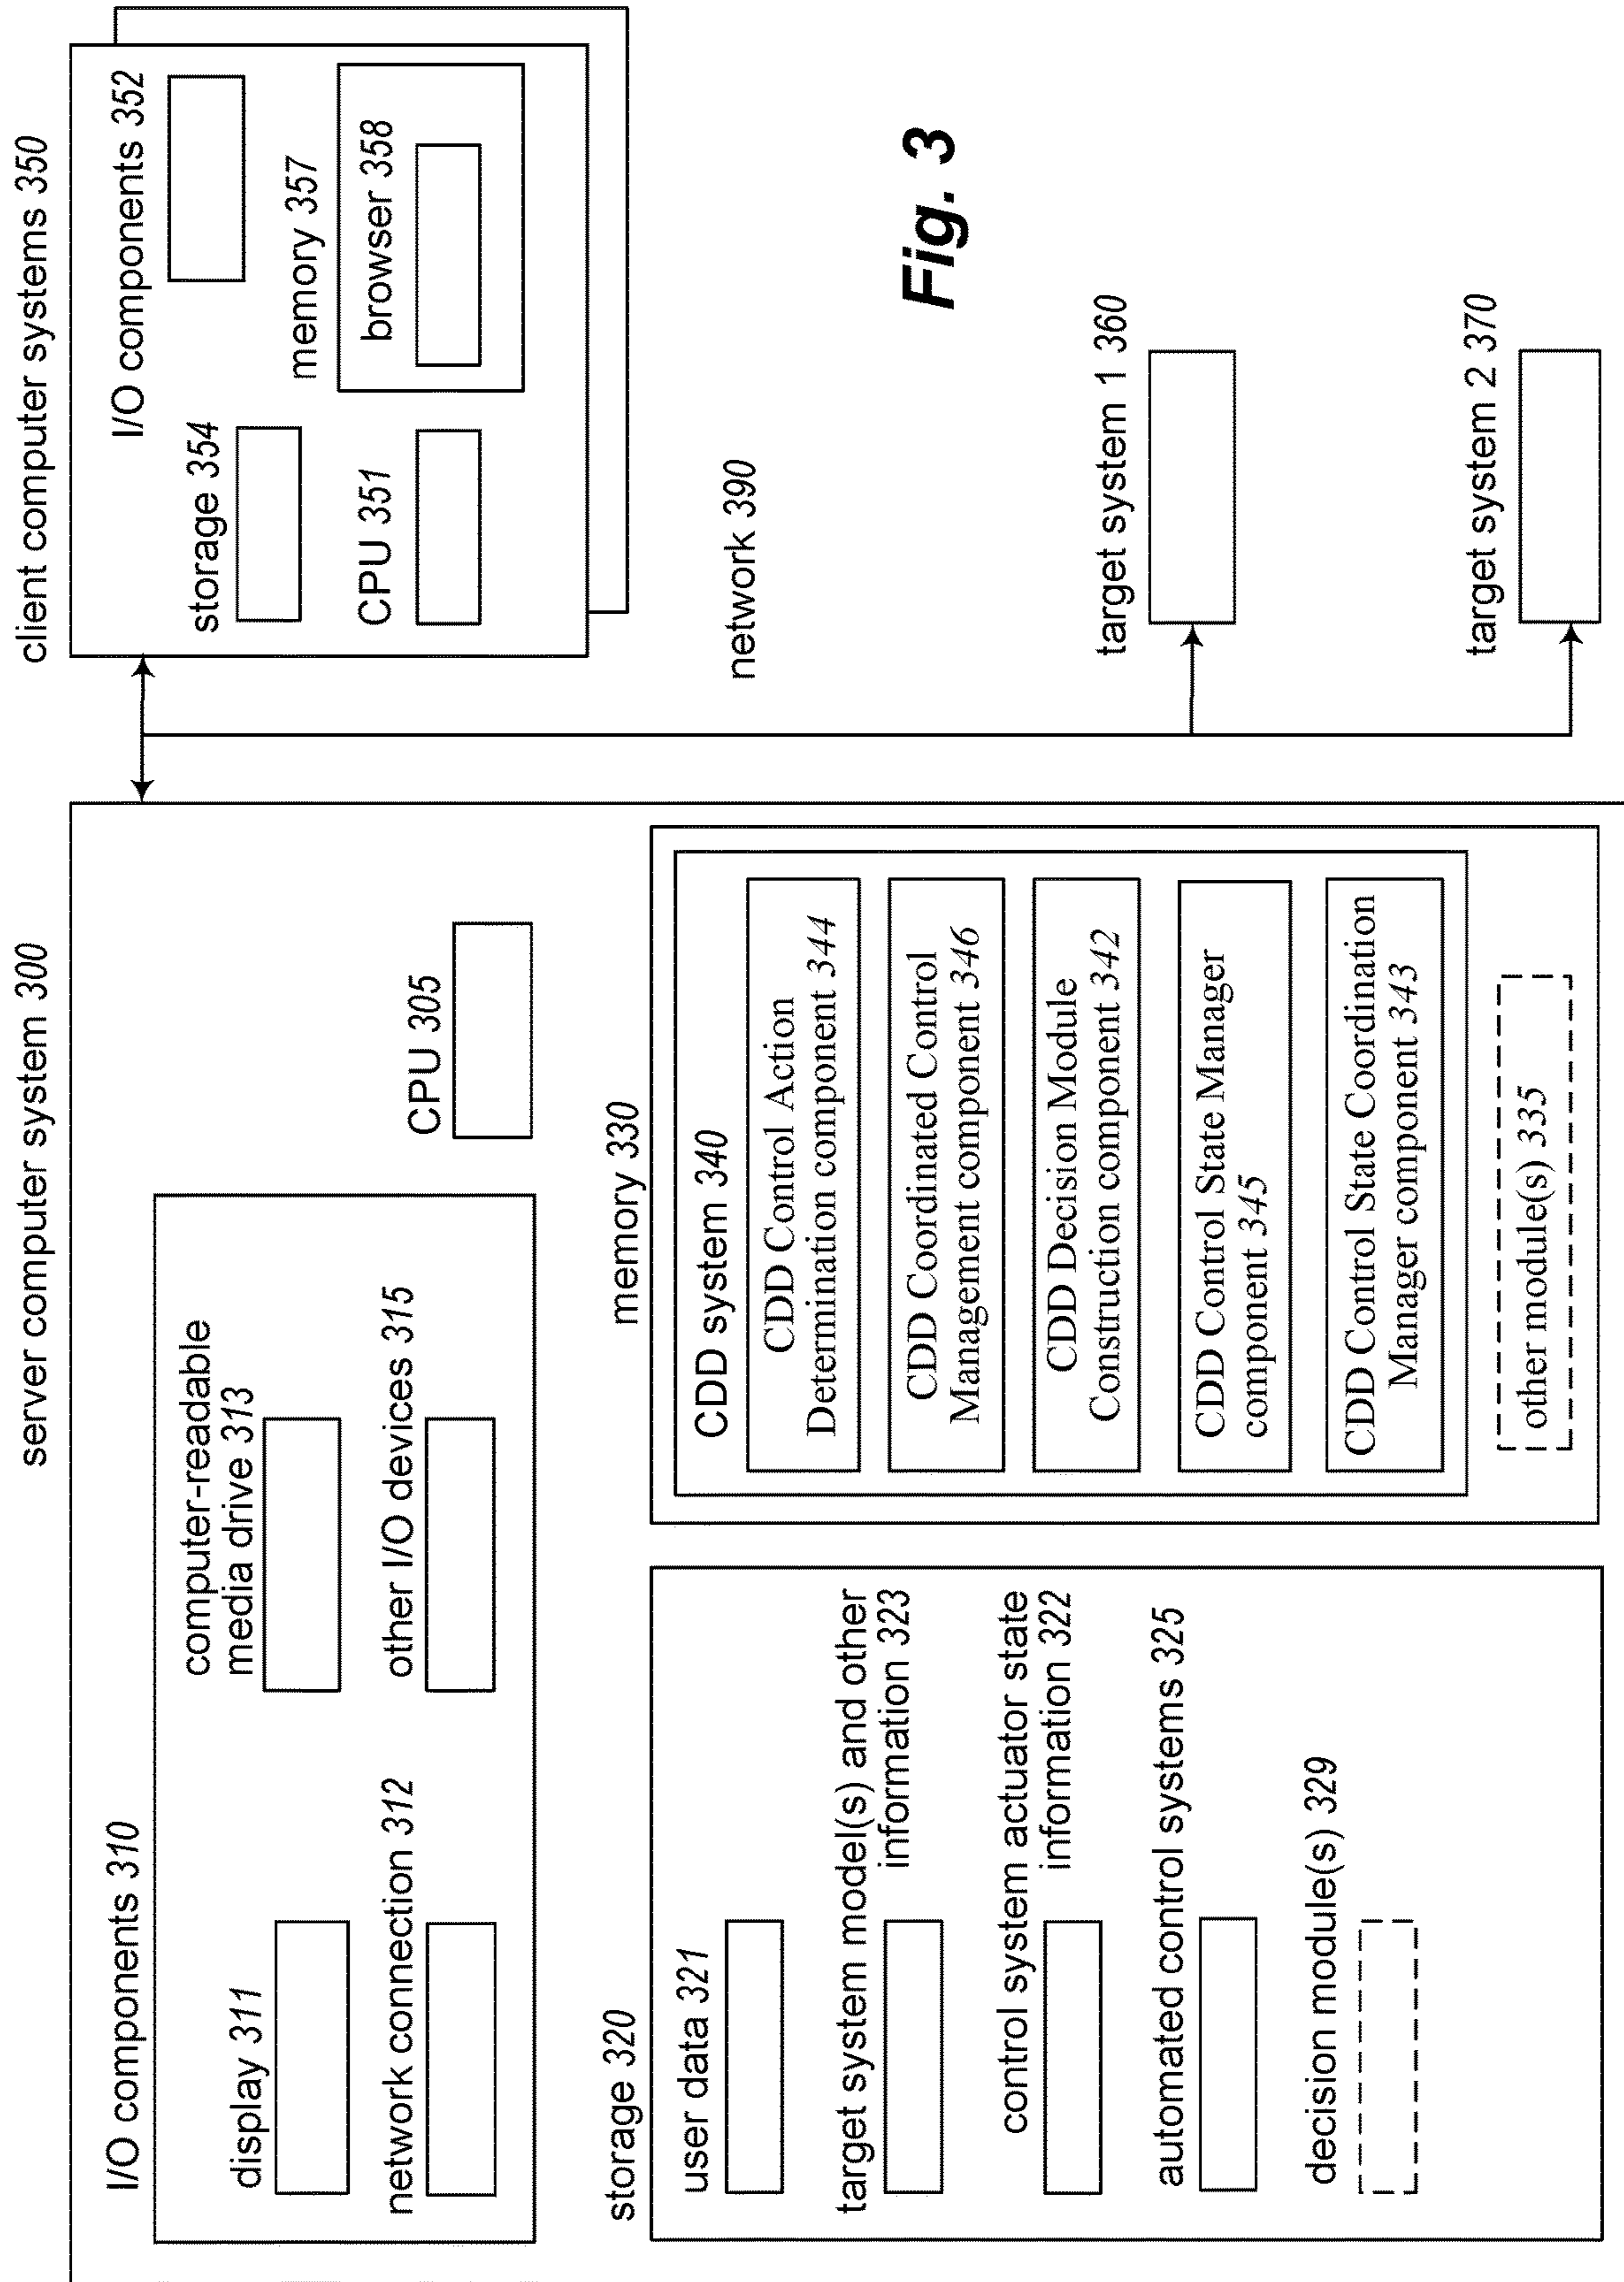 server computer system 300
I/O components 310
display 311
network connection 312
computer-readable
media drive 313
other I/O devices 315
CPU 305
storage 320
user data 321
target system model(s) and other
information 323
control system actuator state
information 322
automated control systems 325
decision module(s) 329
memory 330
CDD system 340
CDD Control Action
Determination component 344
CDD Coordinated Control
Management component 346
CDD Decision Module
Construction component 342
CDD Control State Manager
component 345
CDD Control State Coordination
Manager component 343
other module(s) 335
client computer systems 350
I/O components 352
storage 354
memory 357
browser 358
CPU 351
network 390
target system 1 360
target system 2 370
Fig. 3